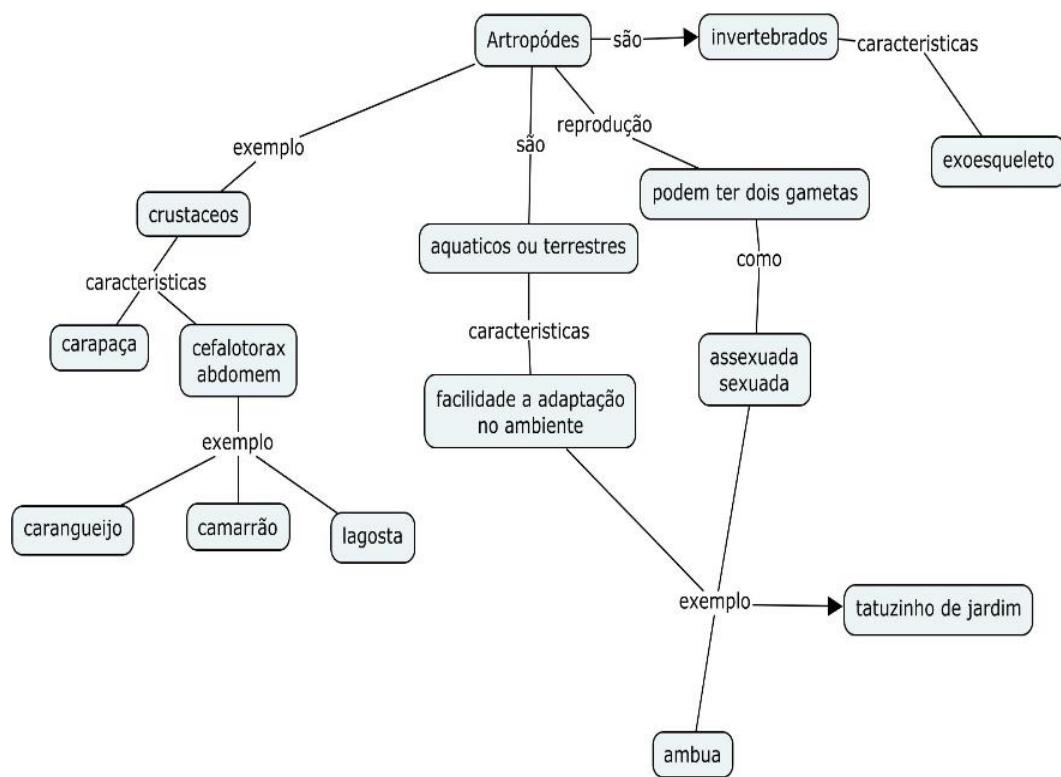 Artropódes
são
invertebrados
caracteristicas
exoesqueleto
exemplo
crustaceos
caracteristicas
carapaça
cefalotorax
abdomem
exemplo
carangueijo
camarrão
lagosta
são
aquaticos ou terrestres
caracteristicas
facilidade a adaptação
no ambiente
reprodução
podem ter dois gametas
como
assexuada
sexuada
exemplo
tatuzinho de jardim
ambua